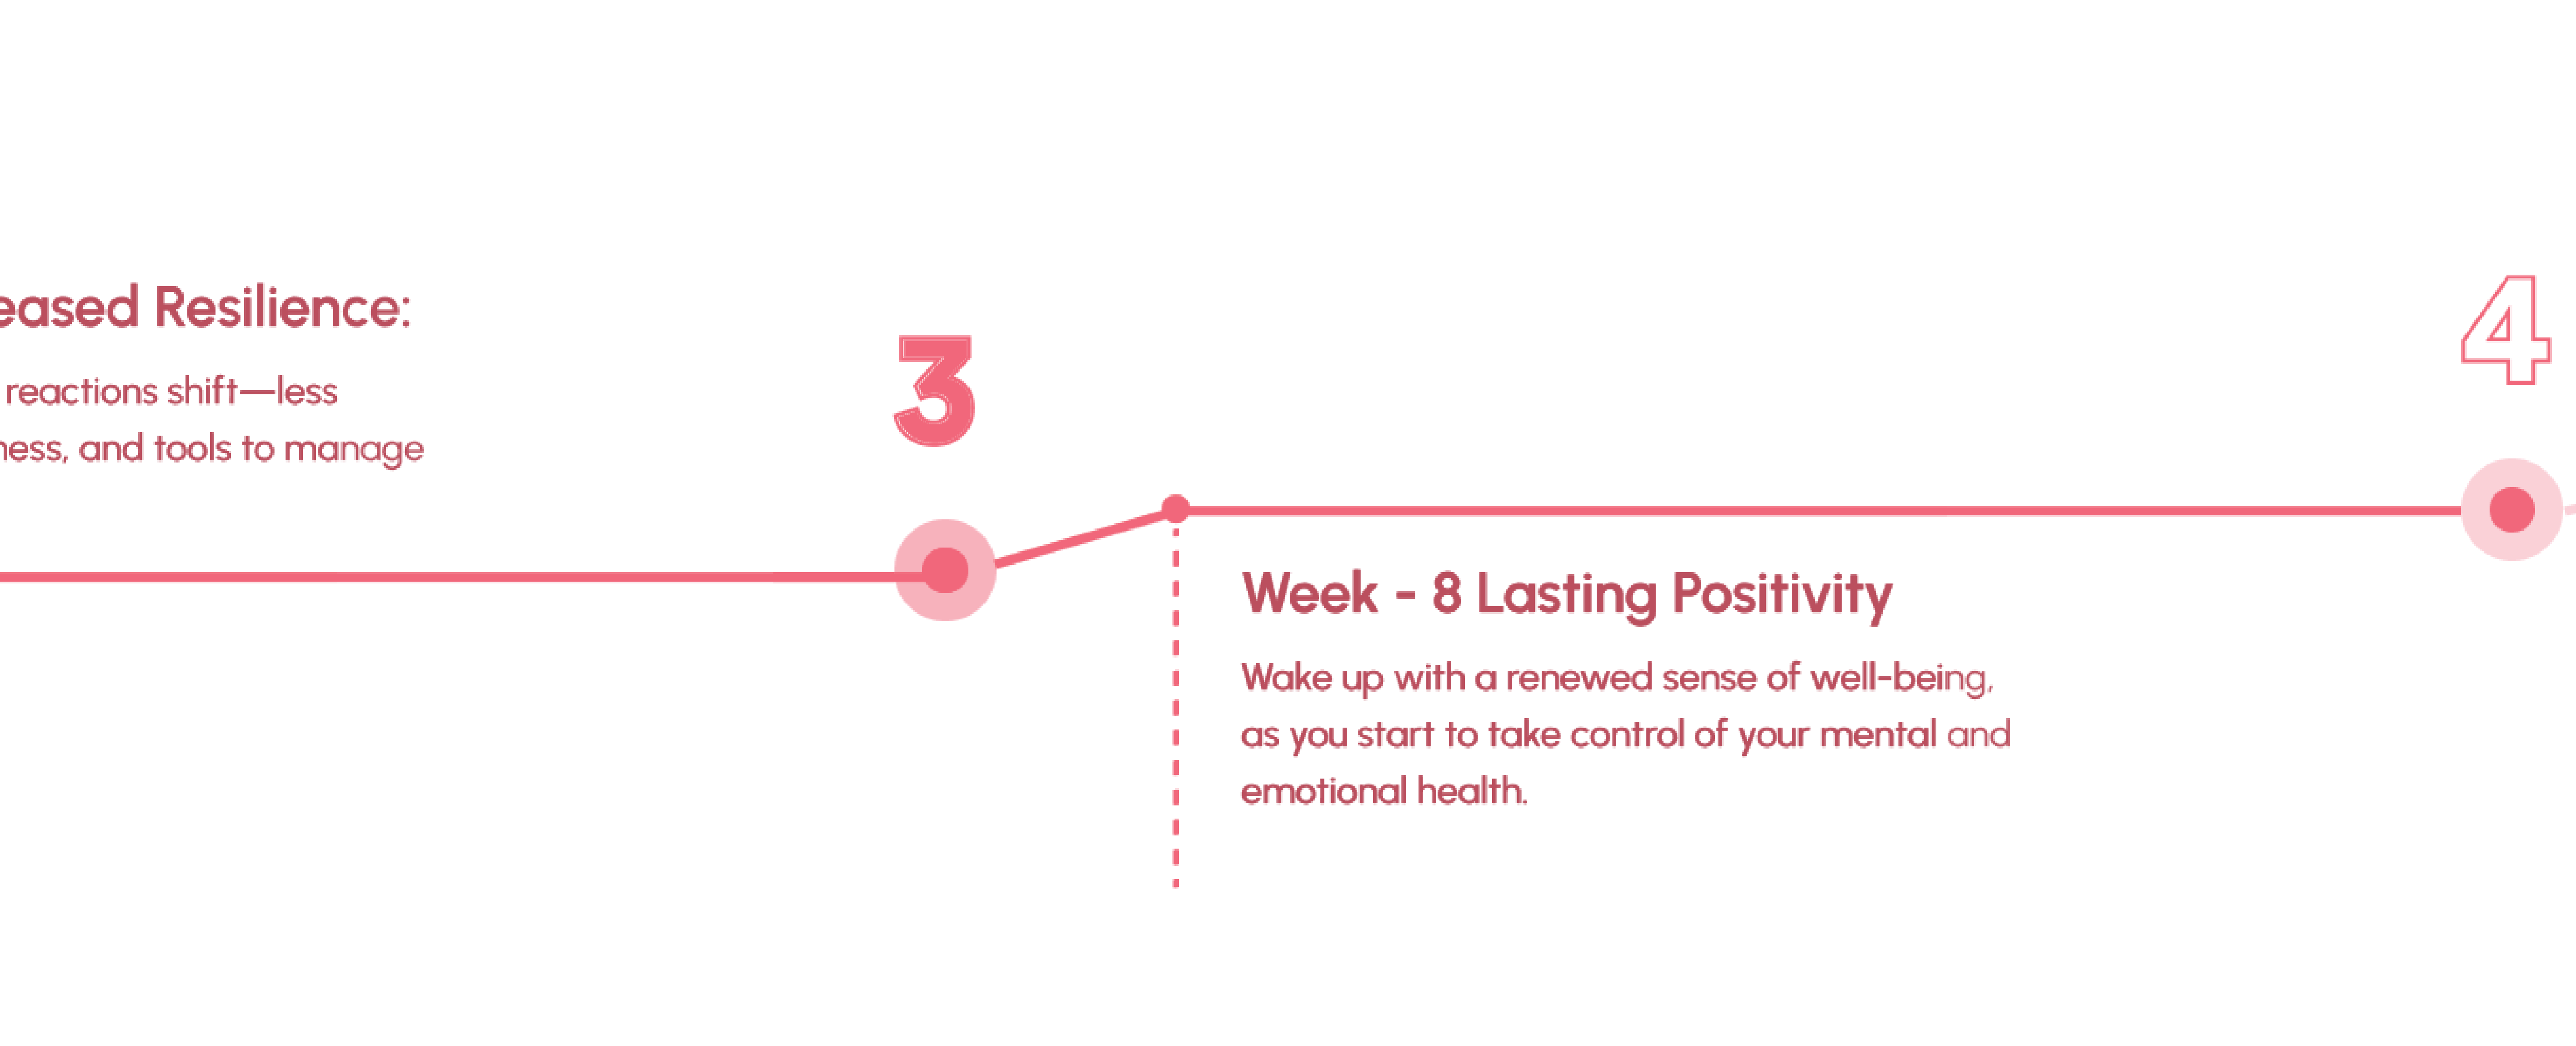 eased Resilience:
reactions shift—less
ness, and tools to manage
3
4
Week - 8 Lasting Positivity
Wake up with a renewed sense of well-being,
as you start to take control of your mental and
emotional health.